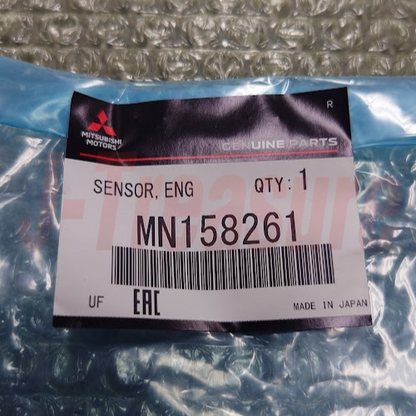 R
MITSUBISHI
MOTORS
GENUINE PARTS
SENSOR, ENG QTY: 1
MN158261
UF EAC MADE IN JAPAN